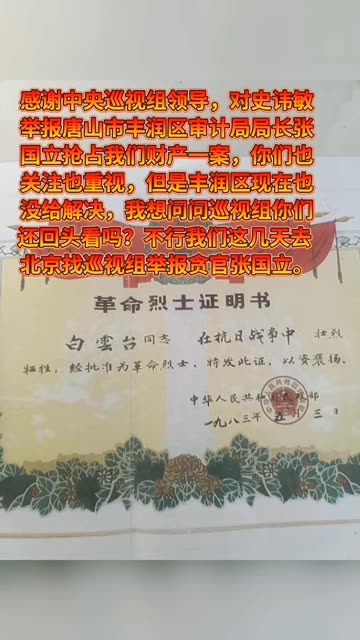 感谢中央巡视组领导，对史讳敏
举报唐山市丰润区审计局局长张
国立抢占我们财产一案，你们也
关注也重视，但是丰润区现在也
没给解决，我想问问巡视组你们
还回头看吗？不行我们这几天去
北京找巡视组举报贪官张国立。
革命烈士证明书
白雲台同志 在抗日战争中 壮烈
牺牲，经批准为革命烈士。特发此证，以资褒扬。
中华人民共和国民政部
一九八三年五月三日